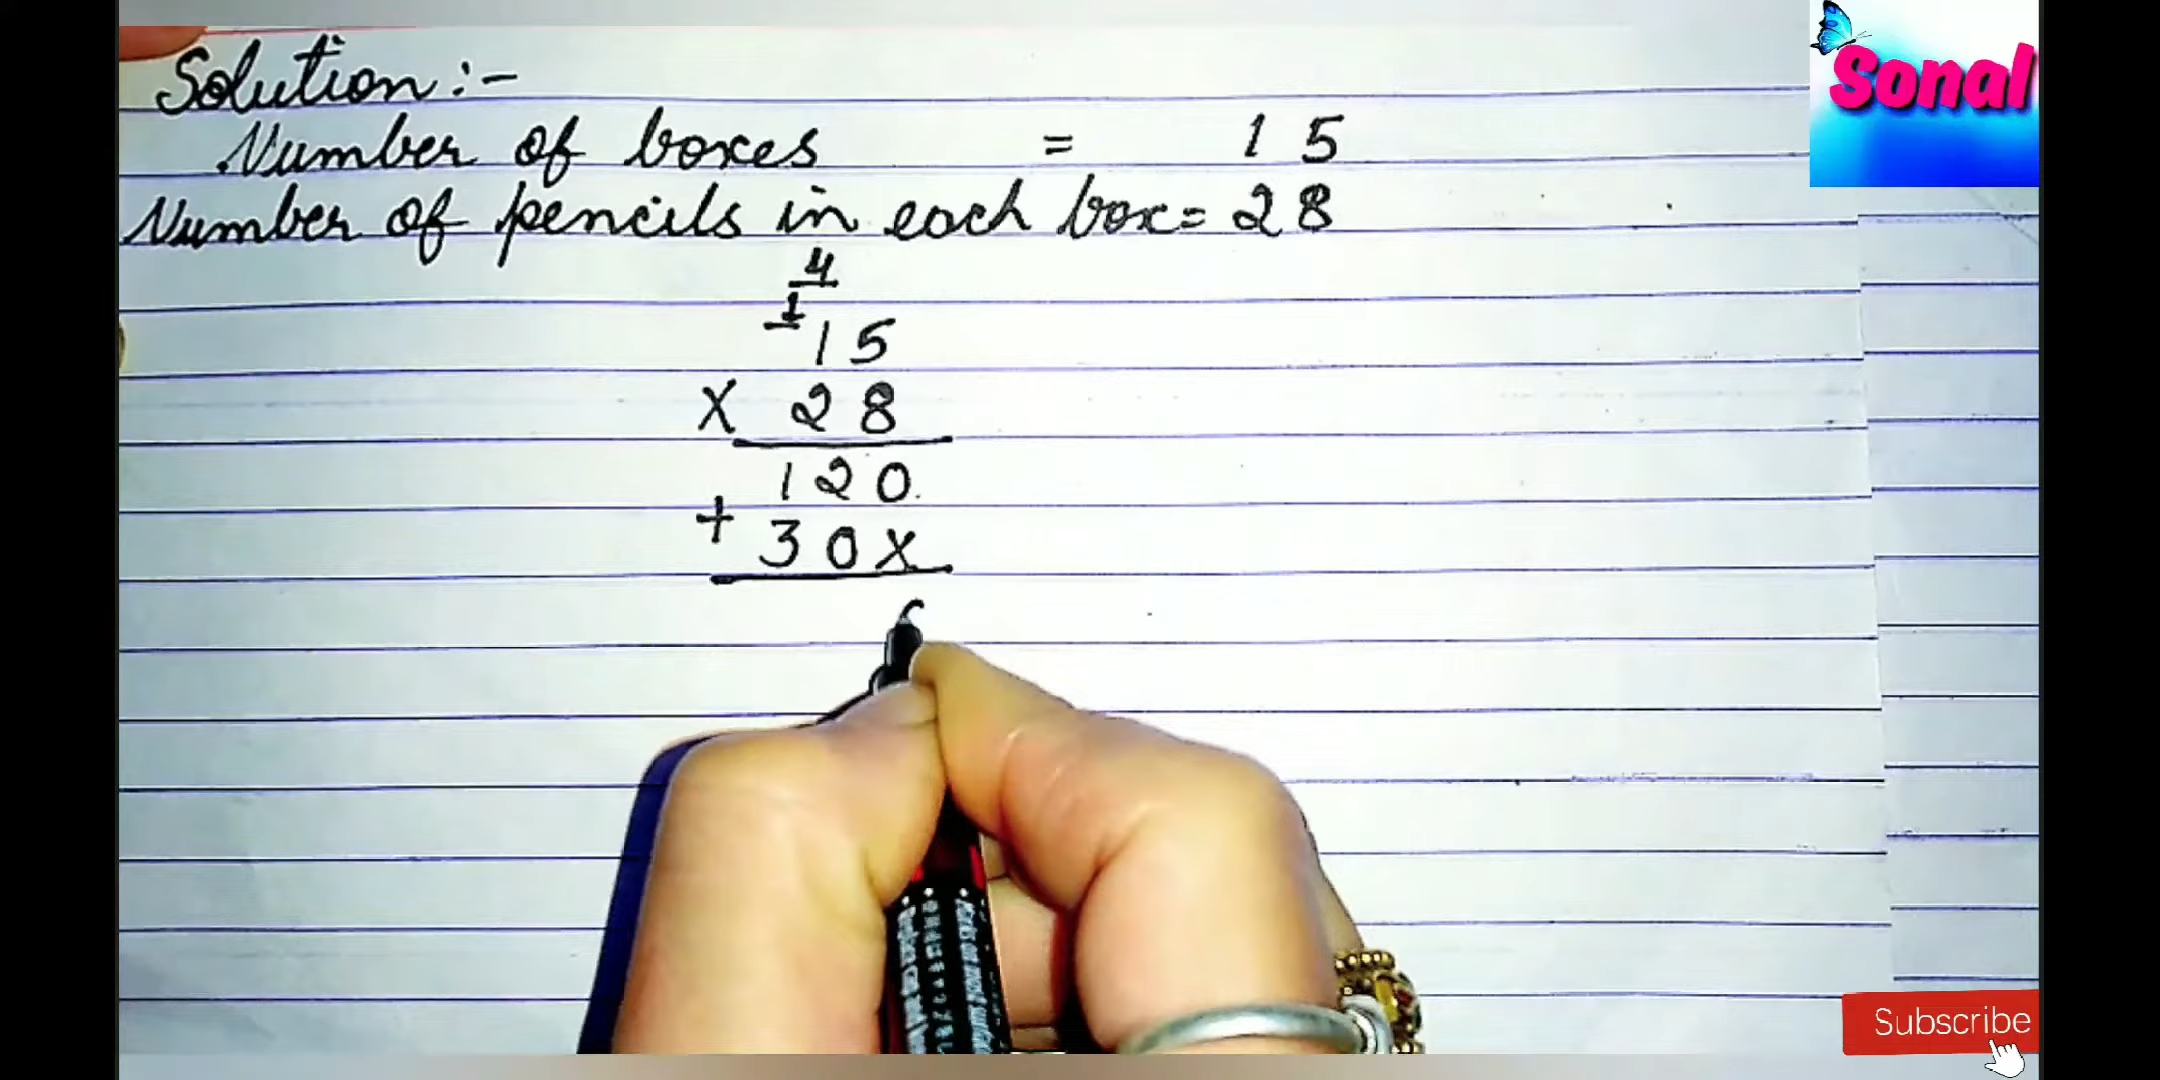 Solution:-
Number of boxes = 15
Number of pencils in each box = 28
4
1
15
X 28
120
+ 30x
Sonal
Subscribe